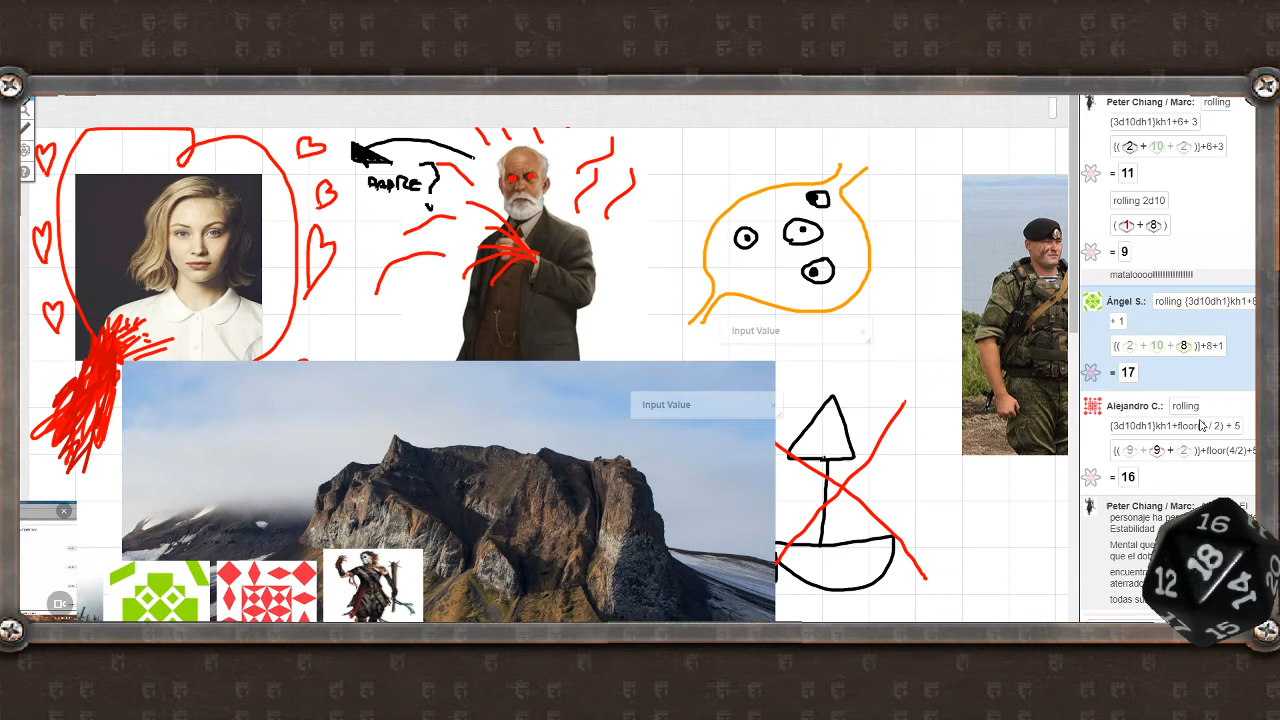 PADRE ?
Input Value
Input Value
Peter Chiang / Marc: rolling
{3d10dh1}kh1+6+ 3
{( 2 + 10 + 2 )}+6+3
= 11
rolling 2d10
( 1 + 8 )
= 9
mataloooo!!!!!!!!!!!!!!!!!
Ángel S.: rolling {3d10dh1}kh1+8
+ 1
{( 2 + 10 + 8 )}+8+1
= 17
Alejandro C.: rolling
{3d10dh1}kh1+floor( / 2) + 5
{( 9 + 9 + 2 )}+floor(4/2)+5
= 16
Peter Chiang / Marc: El
personaje ha
Estabilidad
Mental que
que el
encuentra
todas
16
18
12
14
20
17
15